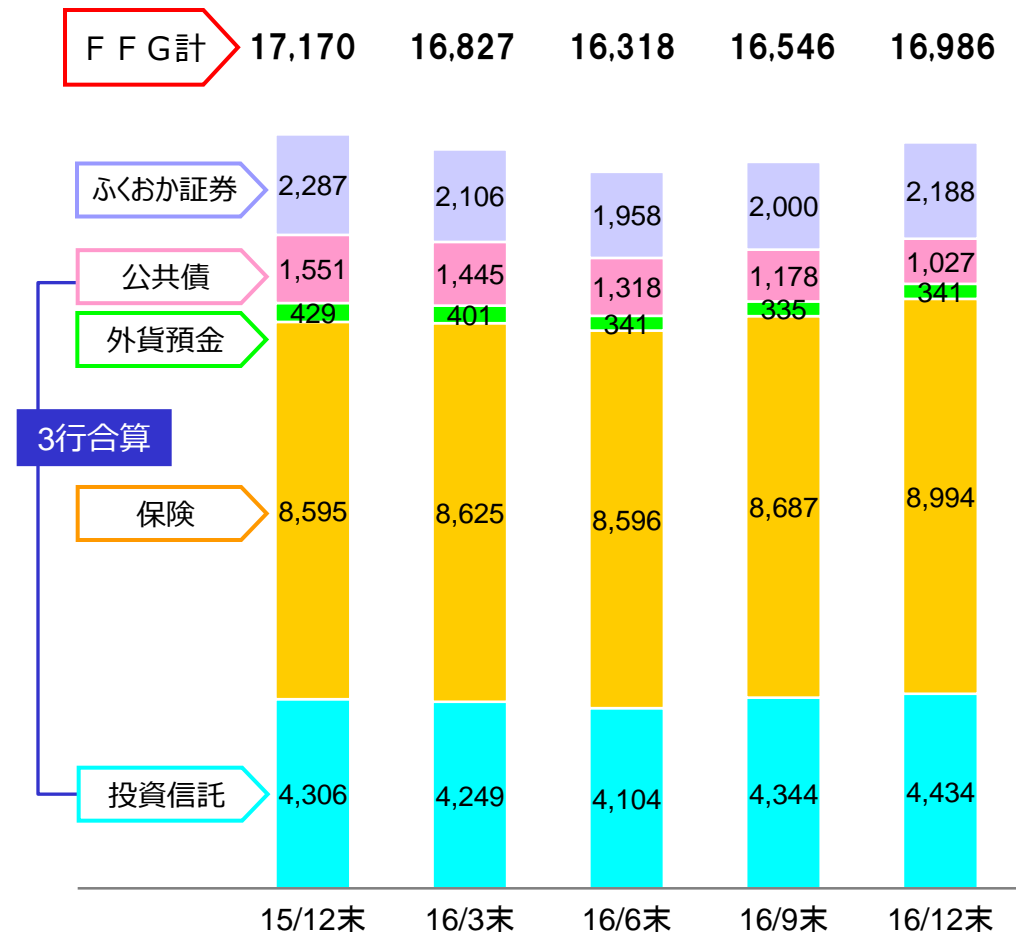 ＦＦＧ計 17,170 16,827 16,318 16,546 16,986
ふくおか証券 2,287 2,106 1,958 2,000 2,188
公共債 1,551 1,445 1,318 1,178 1,027
外貨預金 429 401 341 335 341
3行合算
保険 8,595 8,625 8,596 8,687 8,994
投資信託 4,306 4,249 4,104 4,344 4,434
15/12末 16/3末 16/6末 16/9末 16/12末